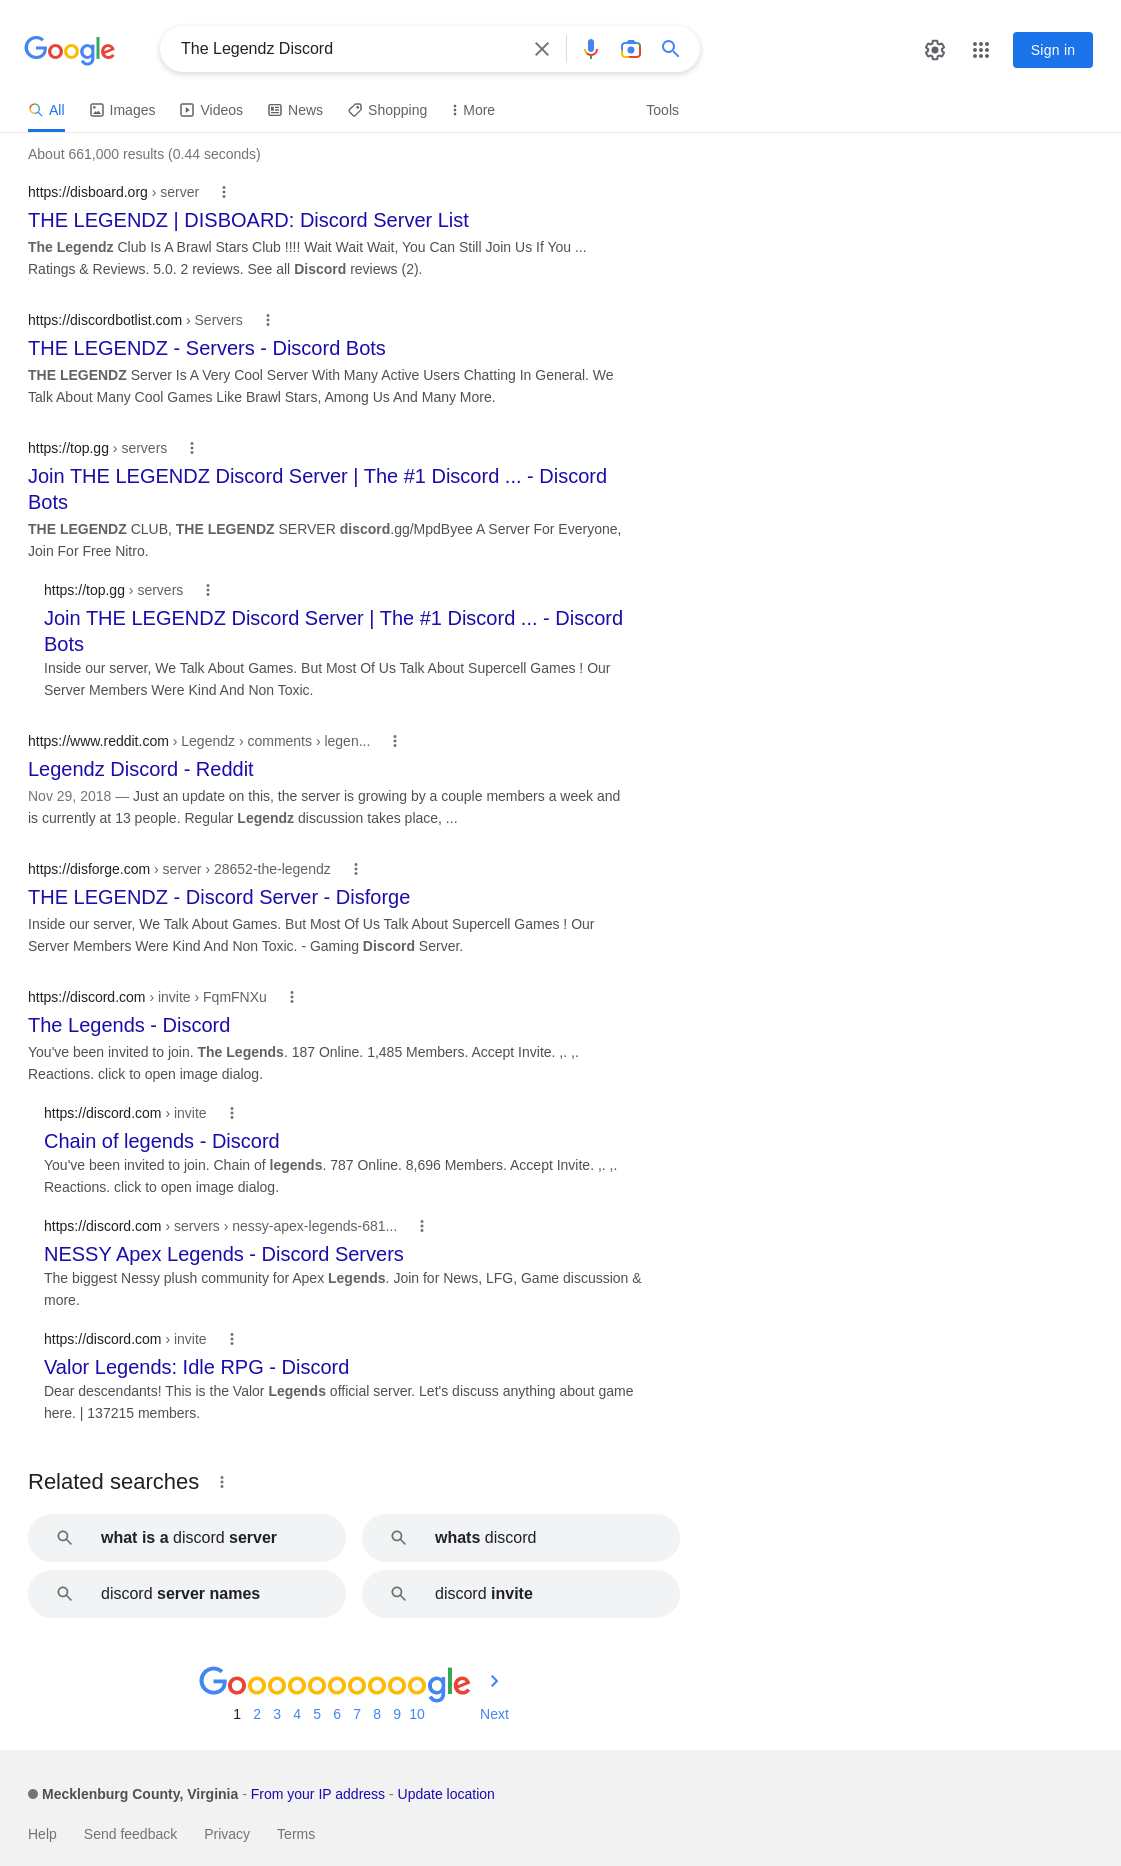 Google
The Legendz Discord
Sign in
All Images Videos News Shopping More Tools
About 661,000 results (0.44 seconds)
https://disboard.org › server
THE LEGENDZ | DISBOARD: Discord Server List
The Legendz Club Is A Brawl Stars Club !!!! Wait Wait Wait, You Can Still Join Us If You ...
Ratings & Reviews. 5.0. 2 reviews. See all Discord reviews (2).
https://discordbotlist.com › Servers
THE LEGENDZ - Servers - Discord Bots
THE LEGENDZ Server Is A Very Cool Server With Many Active Users Chatting In General. We
Talk About Many Cool Games Like Brawl Stars, Among Us And Many More.
https://top.gg › servers
Join THE LEGENDZ Discord Server | The #1 Discord ... - Discord
Bots
THE LEGENDZ CLUB, THE LEGENDZ SERVER discord.gg/MpdByee A Server For Everyone,
Join For Free Nitro.
https://top.gg › servers
Join THE LEGENDZ Discord Server | The #1 Discord ... - Discord
Bots
Inside our server, We Talk About Games. But Most Of Us Talk About Supercell Games ! Our
Server Members Were Kind And Non Toxic.
https://www.reddit.com › Legendz › comments › legen...
Legendz Discord - Reddit
Nov 29, 2018 — Just an update on this, the server is growing by a couple members a week and
is currently at 13 people. Regular Legendz discussion takes place, ...
https://disforge.com › server › 28652-the-legendz
THE LEGENDZ - Discord Server - Disforge
Inside our server, We Talk About Games. But Most Of Us Talk About Supercell Games ! Our
Server Members Were Kind And Non Toxic. - Gaming Discord Server.
https://discord.com › invite › FqmFNXu
The Legends - Discord
You've been invited to join. The Legends. 187 Online. 1,485 Members. Accept Invite. ,. ,.
Reactions. click to open image dialog.
https://discord.com › invite
Chain of legends - Discord
You've been invited to join. Chain of legends. 787 Online. 8,696 Members. Accept Invite. ,. ,.
Reactions. click to open image dialog.
https://discord.com › servers › nessy-apex-legends-681...
NESSY Apex Legends - Discord Servers
The biggest Nessy plush community for Apex Legends. Join for News, LFG, Game discussion &
more.
https://discord.com › invite
Valor Legends: Idle RPG - Discord
Dear descendants! This is the Valor Legends official server. Let's discuss anything about game
here. | 137215 members.
Related searches
what is a discord server
whats discord
discord server names
discord invite
Goooooooooogle
1 2 3 4 5 6 7 8 9 10 Next
Mecklenburg County, Virginia - From your IP address - Update location
Help Send feedback Privacy Terms